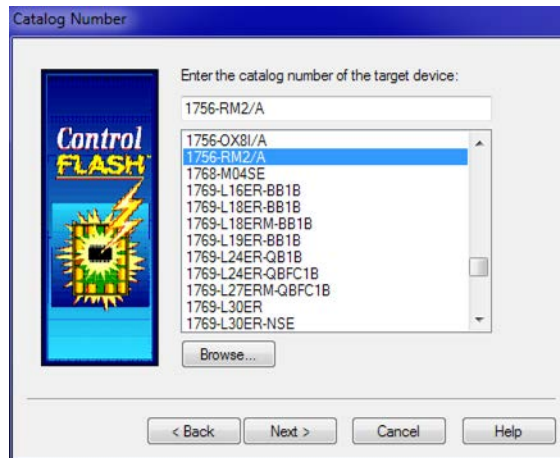 Catalog Number
Control
FLASH™
Enter the catalog number of the target device:
1756-RM2/A
1756-OX8I/A
1756-RM2/A
1768-M04SE
1769-L16ER-BB1B
1769-L18ER-BB1B
1769-L18ERM-BB1B
1769-L19ER-BB1B
1769-L24ER-QB1B
1769-L24ER-QBFC1B
1769-L27ERM-QBFC1B
1769-L30ER
1769-L30ER-NSE
Browse...
< Back
Next >
Cancel
Help